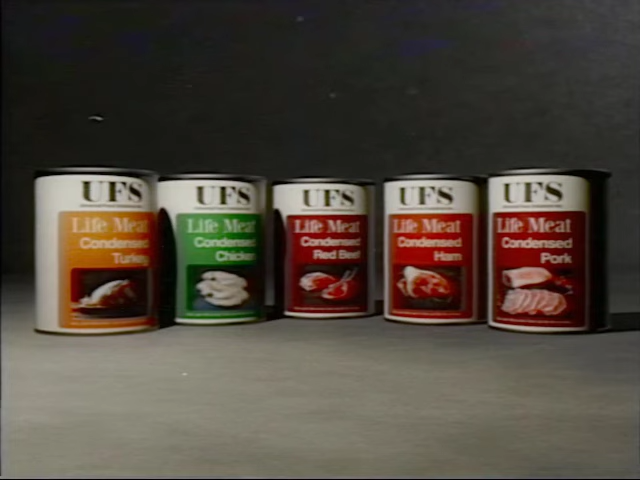 UFS
Life Meat
Condensed
Turkey
UFS
Life Meat
Condensed
Chicken
UFS
Life Meat
Condensed
Red Beef
UFS
Life Meat
Condensed
Ham
UFS
Life Meat
Condensed
Pork